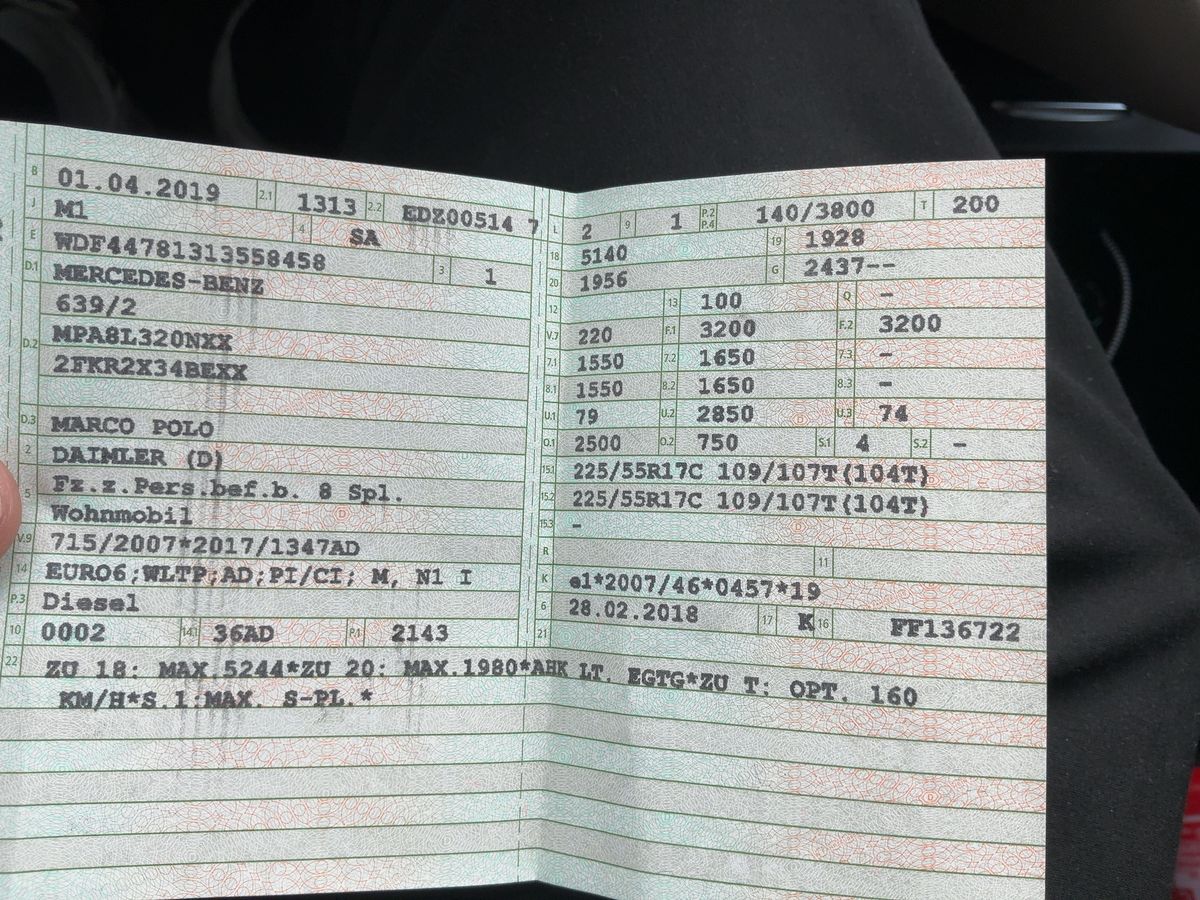 B 01.04.2019 2.1 1313 2.2 EDZ00514 7
J M1 4 SA
E WDF44781313558458 3 1
D.1 MERCEDES-BENZ
639/2
D.2 MPA8L320NXX
2FKR2X34BEXX
D.3 MARCO POLO
2 DAIMLER (D)
5 Fz.z.Pers.bef.b. 8 Spl.
Wohnmobil
V.9 715/2007*2017/1347AD
14 EURO6;WLTP;AD;PI/CI; M, N1 I
P.3 Diesel
10 0002 14.1 36AD P.1 2143
L 2 9 1 P.2 P.4 140/3800 T 200
18 5140 19 1928
20 1956 G 2437--
12 13 100 Q -
V.7 220 F.1 3200 F.2 3200
7.1 1550 7.2 1650 7.3 -
8.1 1550 8.2 1650 8.3 -
U.1 79 U.2 2850 U.3 74
O.1 2500 O.2 750 S.1 4 S.2 -
15.1 225/55R17C 109/107T(104T)
15.2 225/55R17C 109/107T(104T)
15.3 -
R 11
K e1*2007/46*0457*19
6 28.02.2018 17 K 16 FF136722
21
22 ZU 18: MAX.5244*ZU 20: MAX.1980*AHK LT. EGTG*ZU T: OPT. 160
KM/H*S.1:MAX. S-PL.*